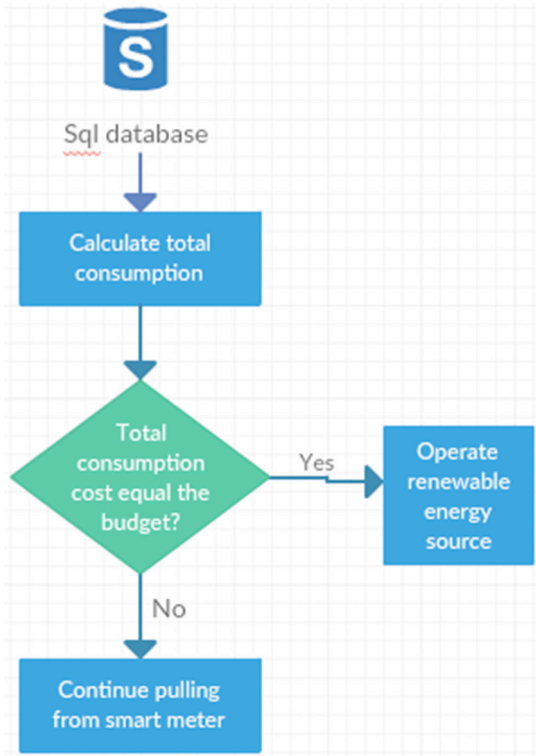 S
Sql database
Calculate total
consumption
Total
consumption
cost equal the
budget?
Yes
Operate
renewable
energy
source
No
Continue pulling
from smart meter